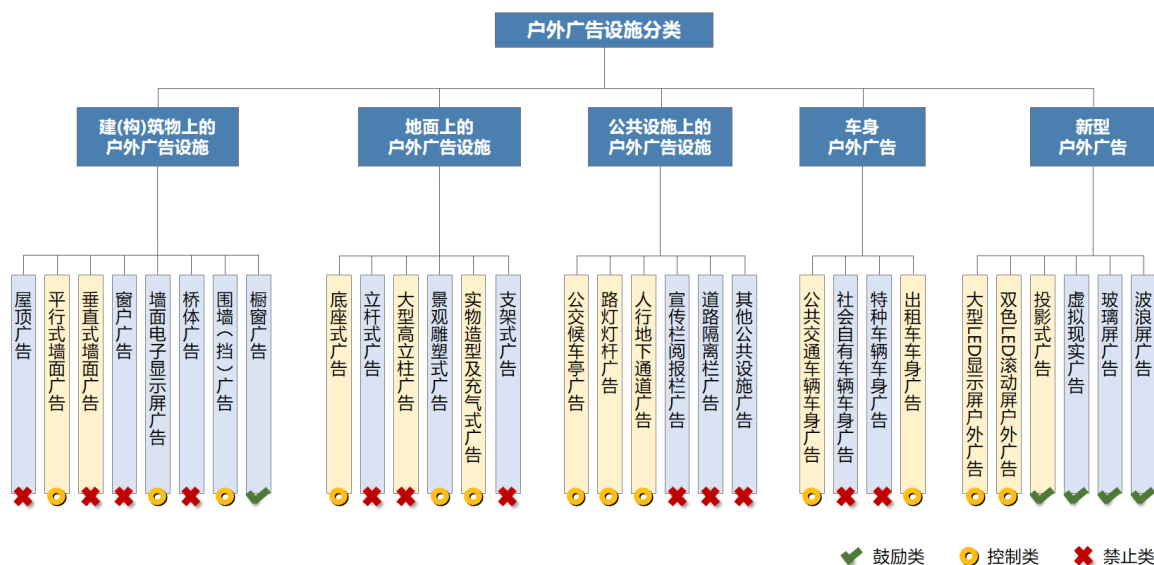 户外广告设施分类
建(构)筑物上的
户外广告设施
地面上的
户外广告设施
公共设施上的
户外广告设施
车身
户外广告
新型
户外广告
屋顶广告
平行式墙面广告
垂直式墙面广告
窗户广告
墙面电子显示屏广告
桥体广告
围墙（挡）广告
橱窗广告
底座式广告
立杆式广告
大型高立柱广告
景观雕塑式广告
实物造型及充气式广告
支架式广告
公交候车亭广告
路灯灯杆广告
人行地下通道广告
宣传栏阅报栏广告
道路隔离栏广告
其他公共设施广告
公共交通车辆车身广告
社会自有车辆车身广告
特种车辆车身广告
出租车车身广告
大型LED显示屏户外广告
双色LED滚动屏户外广告
投影式广告
虚拟现实广告
玻璃屏广告
波浪屏广告
鼓励类
控制类
禁止类